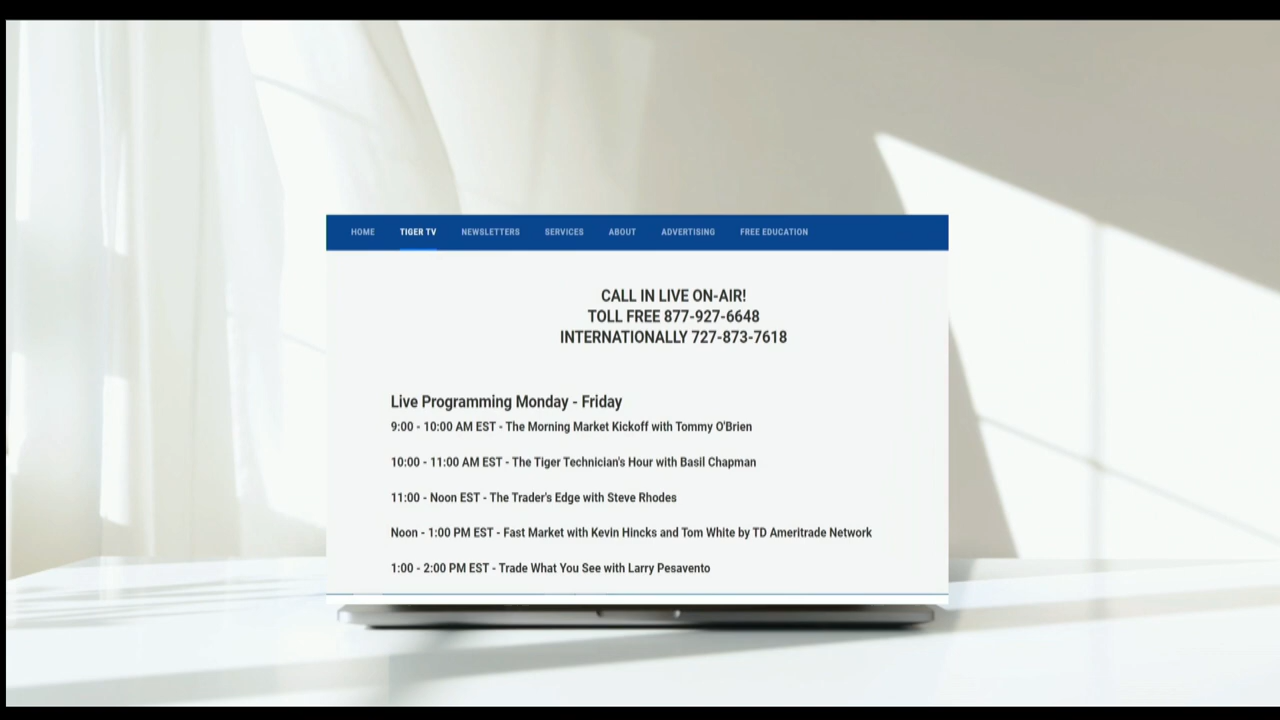 HOME TIGER TV NEWSLETTERS SERVICES ABOUT ADVERTISING FREE EDUCATION
CALL IN LIVE ON-AIR!
TOLL FREE 877-927-6648
INTERNATIONALLY 727-873-7618
Live Programming Monday - Friday
9:00 - 10:00 AM EST - The Morning Market Kickoff with Tommy O'Brien
10:00 - 11:00 AM EST - The Tiger Technician's Hour with Basil Chapman
11:00 - Noon EST - The Trader's Edge with Steve Rhodes
Noon - 1:00 PM EST - Fast Market with Kevin Hincks and Tom White by TD Ameritrade Network
1:00 - 2:00 PM EST - Trade What You See with Larry Pesavento